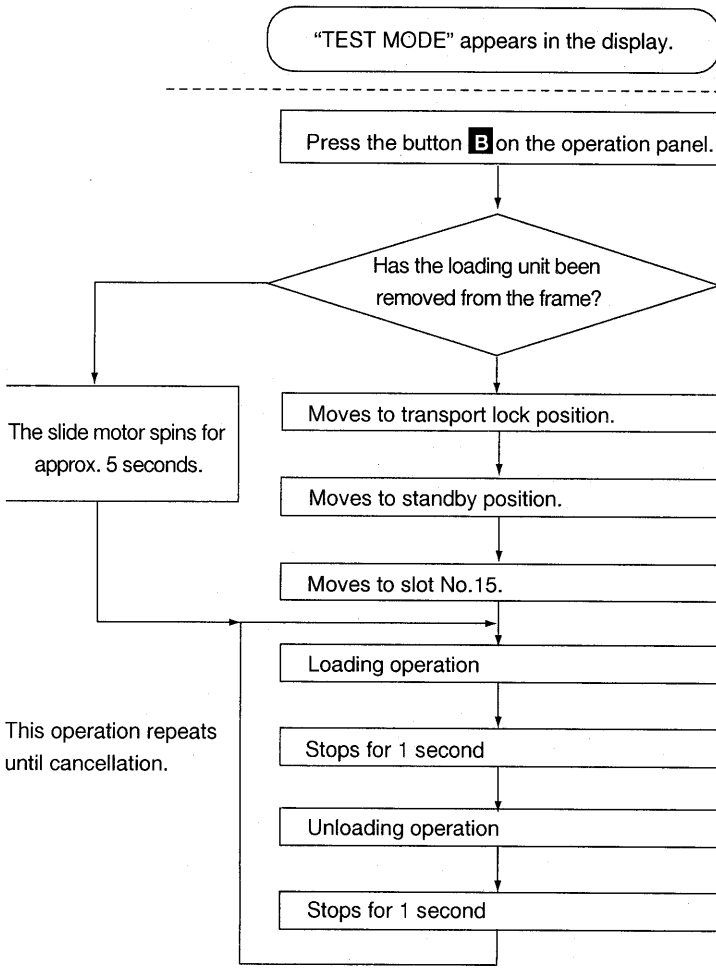 “TEST MODE” appears in the display.
Press the button B on the operation panel.
Has the loading unit been
removed from the frame?
The slide motor spins for
approx. 5 seconds.
Moves to transport lock position.
Moves to standby position.
Moves to slot No.15.
Loading operation
This operation repeats
until cancellation.
Stops for 1 second
Unloading operation
Stops for 1 second